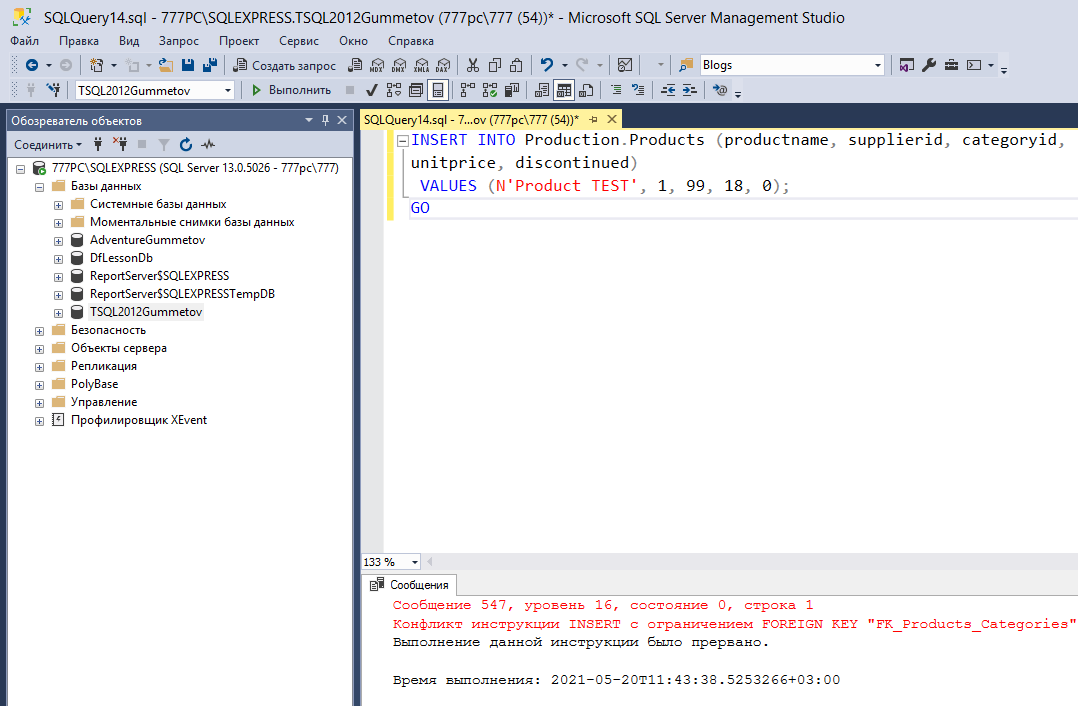 SQLQuery14.sql - 777PC\SQLEXPRESS.TSQL2012Gummetov (777pc\777 (54))* - Microsoft SQL Server Management Studio
Файл Правка Вид Запрос Проект Сервис Окно Справка
Создать запрос MDX DMX XMLA DAX Blogs
TSQL2012Gummetov Выполнить
Обозреватель объектов
Соединить
777PC\SQLEXPRESS (SQL Server 13.0.5026 - 777pc\777)
Базы данных
Системные базы данных
Моментальные снимки базы данных
AdventureGummetov
DfLessonDb
ReportServer$SQLEXPRESS
ReportServer$SQLEXPRESSTempDB
TSQL2012Gummetov
Безопасность
Объекты сервера
Репликация
PolyBase
Управление
Профилировщик XEvent
SQLQuery14.sql - 7...ov (777pc\777 (54))*
INSERT INTO Production.Products (productname, supplierid, categoryid,
unitprice, discontinued)
VALUES (N'Product TEST', 1, 99, 18, 0);
GO
133 %
Сообщения
Сообщение 547, уровень 16, состояние 0, строка 1
Конфликт инструкции INSERT с ограничением FOREIGN KEY "FK_Products_Categories"
Выполнение данной инструкции было прервано.
Время выполнения: 2021-05-20T11:43:38.5253266+03:00